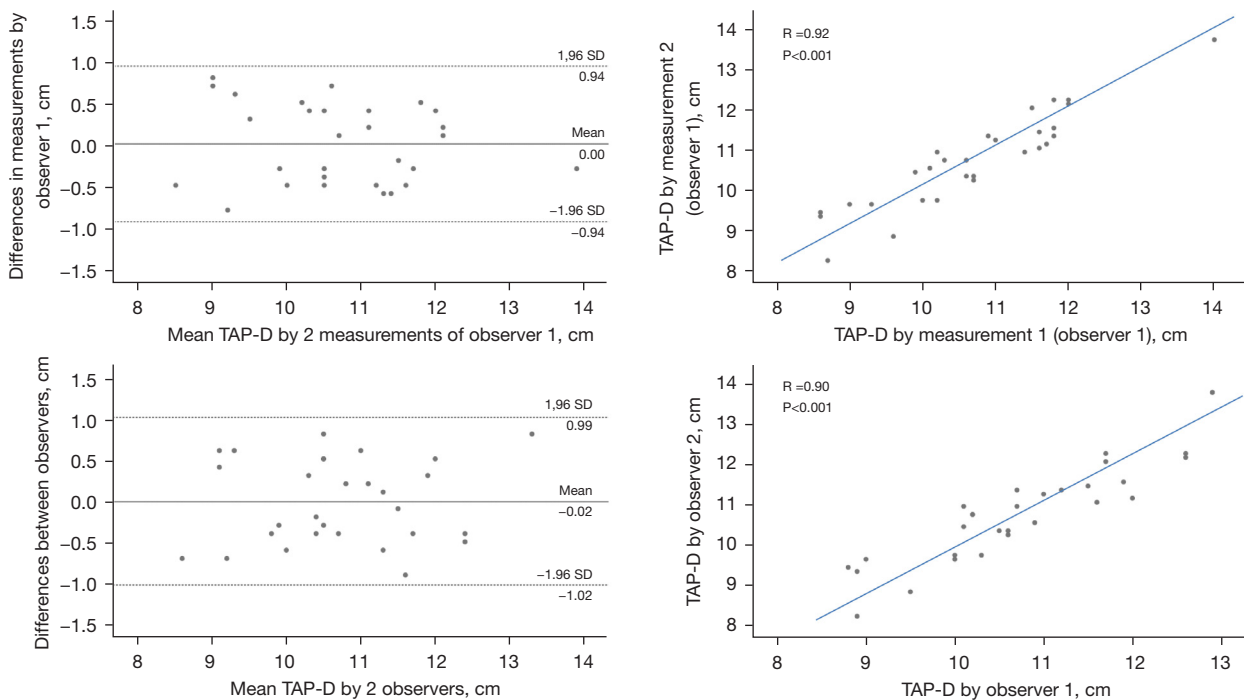 Differences in measurements by
observer 1, cm
1.5
1.0
0.5
0.0
−0.5
−1.0
−1.5
1,96 SD
0.94
Mean
0.00
−1.96 SD
−0.94
8 9 10 11 12 13 14
Mean TAP-D by 2 measurements of observer 1, cm
TAP-D by measurement 2
(observer 1), cm
14
13
12
11
10
9
8
R =0.92
P<0.001
8 9 10 11 12 13 14
TAP-D by measurement 1 (observer 1), cm
Differences between observers, cm
1.5
1.0
0.5
0.0
−0.5
−1.0
−1.5
1,96 SD
0.99
Mean
−0.02
−1.96 SD
−1.02
8 9 10 11 12 13 14
Mean TAP-D by 2 observers, cm
TAP-D by observer 2, cm
14
13
12
11
10
9
8
R =0.90
P<0.001
8 9 10 11 12 13
TAP-D by observer 1, cm